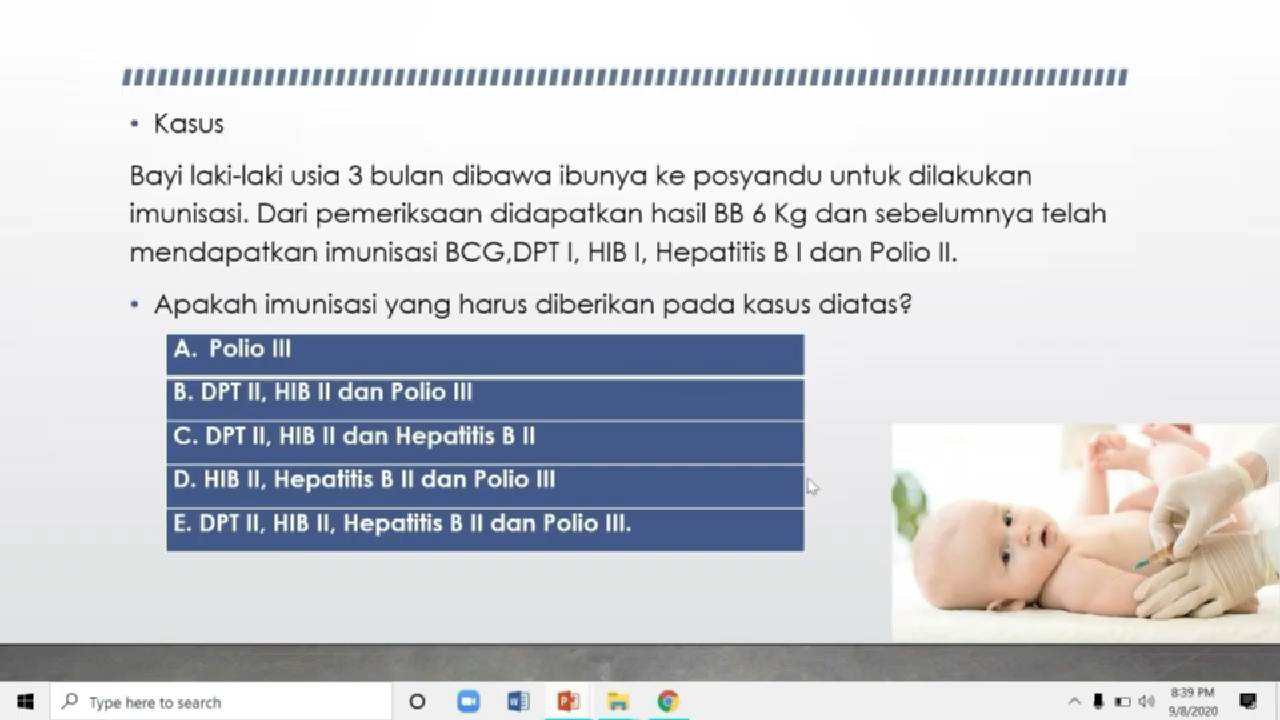 Kasus
Bayi laki-laki usia 3 bulan dibawa ibunya ke posyandu untuk dilakukan
imunisasi. Dari pemeriksaan didapatkan hasil BB 6 Kg dan sebelumnya telah
mendapatkan imunisasi BCG,DPT I, HIB I, Hepatitis B I dan Polio II.
Apakah imunisasi yang harus diberikan pada kasus diatas?
A. Polio III
B. DPT II, HIB II dan Polio III
C. DPT II, HIB II dan Hepatitis B II
D. HIB II, Hepatitis B II dan Polio III
E. DPT II, HIB II, Hepatitis B II dan Polio III.
Type here to search
8:39 PM
9/8/2020